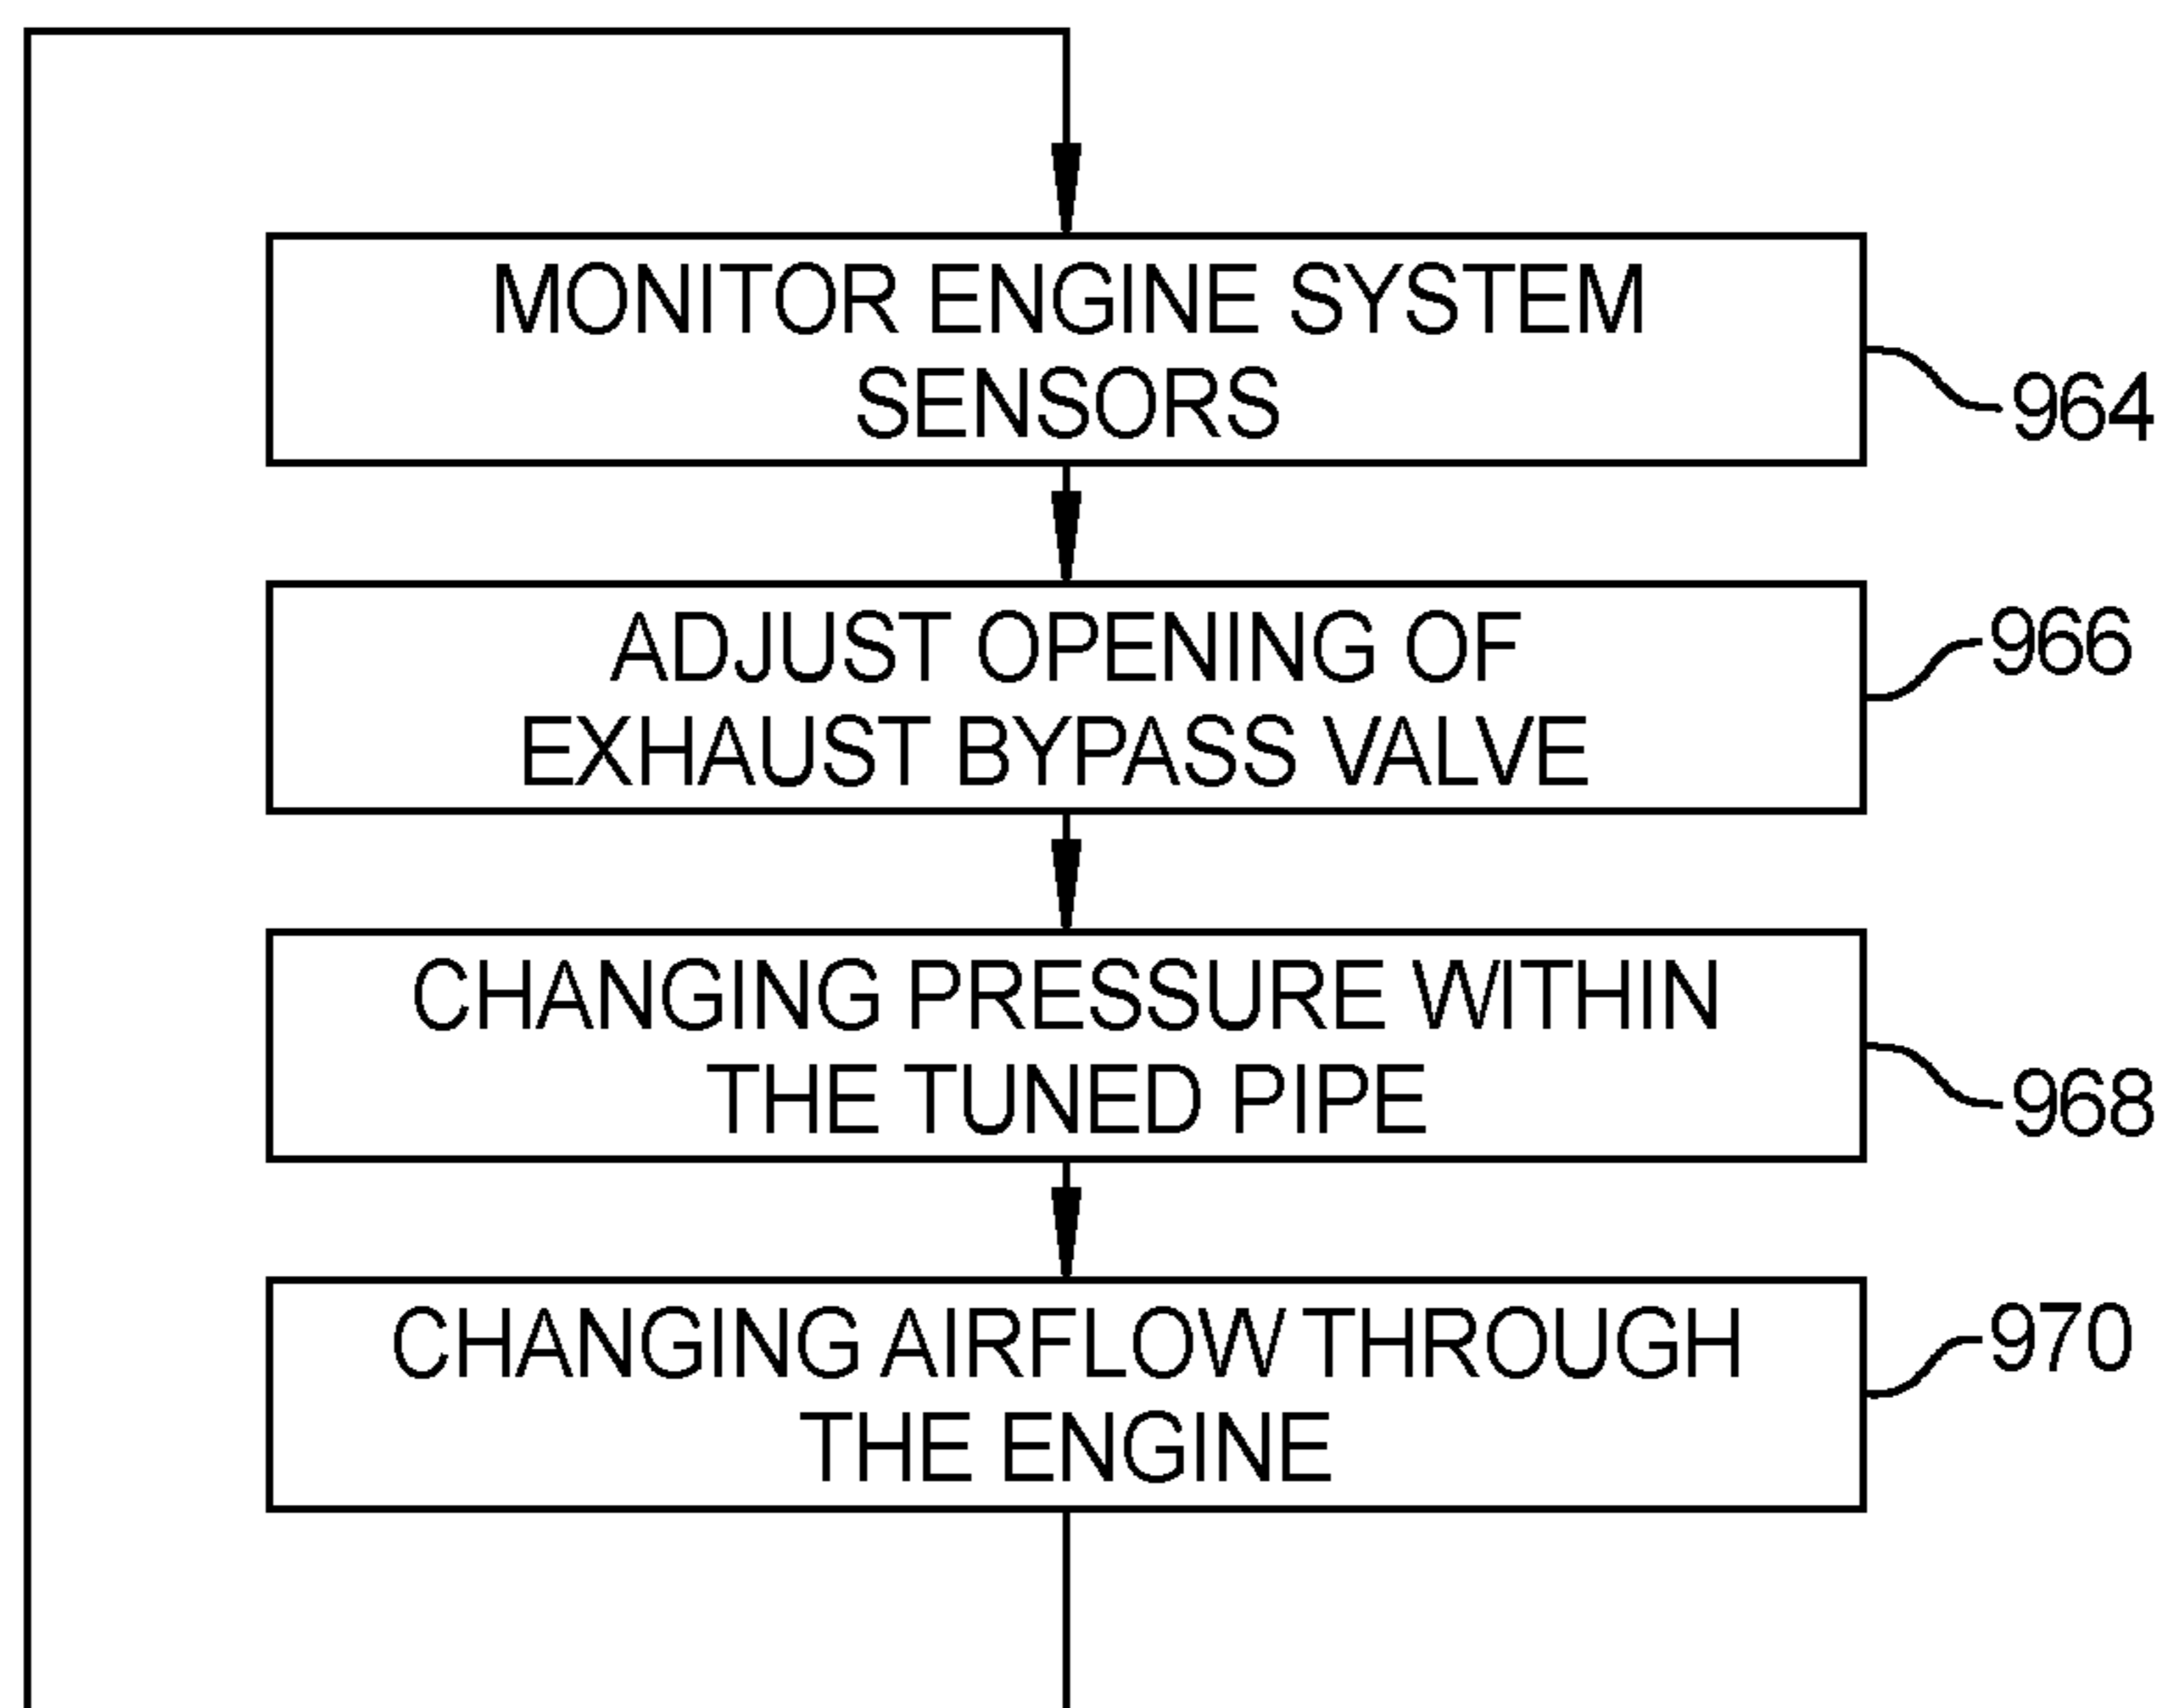 MONITOR ENGINE SYSTEM
SENSORS
964
ADJUST OPENING OF
EXHAUST BYPASS VALVE
966
CHANGING PRESSURE WITHIN
THE TUNED PIPE
968
CHANGING AIRFLOW THROUGH
THE ENGINE
970